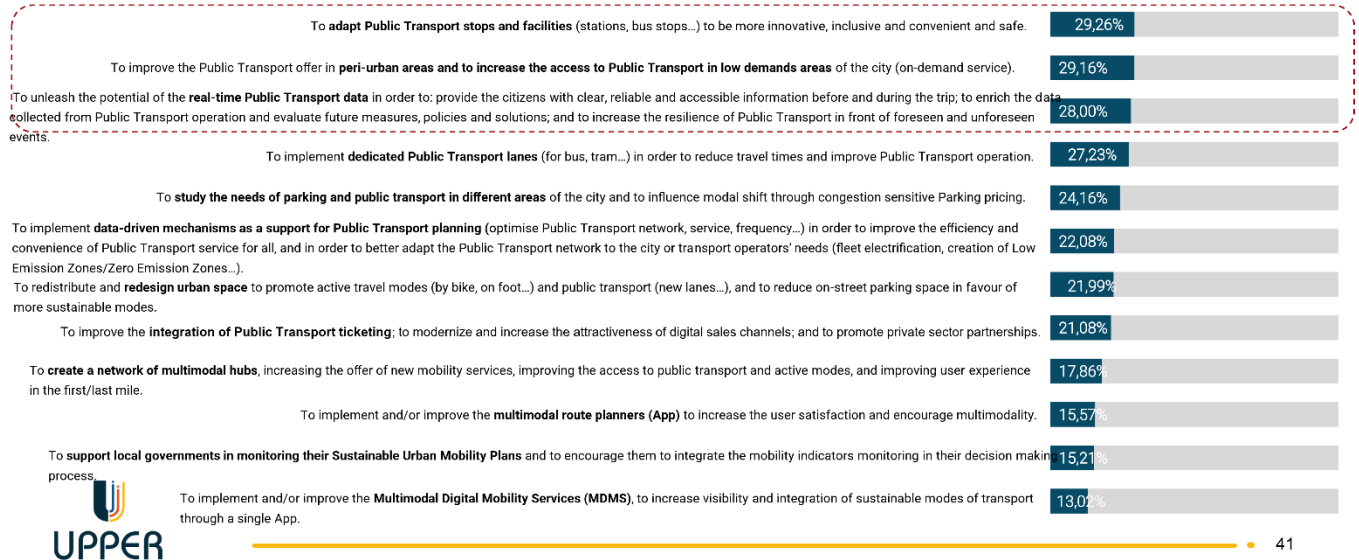 To adapt Public Transport stops and facilities (stations, bus stops...) to be more innovative, inclusive and convenient and safe.
29,26%
To improve the Public Transport offer in peri-urban areas and to increase the access to Public Transport in low demands areas of the city (on-demand service).
29,16%
To unleash the potential of the real-time Public Transport data in order to: provide the citizens with clear, reliable and accessible information before and during the trip; to enrich the data
collected from Public Transport operation and evaluate future measures, policies and solutions; and to increase the resilience of Public Transport in front of foreseen and unforeseen
events.
28,00%
To implement dedicated Public Transport lanes (for bus, tram...) in order to reduce travel times and improve Public Transport operation.
27,23%
To study the needs of parking and public transport in different areas of the city and to influence modal shift through congestion sensitive Parking pricing.
24,16%
To implement data-driven mechanisms as a support for Public Transport planning (optimise Public Transport network, service, frequency...) in order to improve the efficiency and
convenience of Public Transport service for all, and in order to better adapt the Public Transport network to the city or transport operators' needs (fleet electrification, creation of Low
Emission Zones/Zero Emission Zones...).
22,08%
To redistribute and redesign urban space to promote active travel modes (by bike, on foot...) and public transport (new lanes...), and to reduce on-street parking space in favour of
more sustainable modes.
21,99%
To improve the integration of Public Transport ticketing; to modernize and increase the attractiveness of digital sales channels; and to promote private sector partnerships.
21,08%
To create a network of multimodal hubs, increasing the offer of new mobility services, improving the access to public transport and active modes, and improving user experience
in the first/last mile.
17,86%
To implement and/or improve the multimodal route planners (App) to increase the user satisfaction and encourage multimodality.
15,57%
To support local governments in monitoring their Sustainable Urban Mobility Plans and to encourage them to integrate the mobility indicators monitoring in their decision making
process.
15,21%
To implement and/or improve the Multimodal Digital Mobility Services (MDMS), to increase visibility and integration of sustainable modes of transport
through a single App.
13,02%
UPPER
41